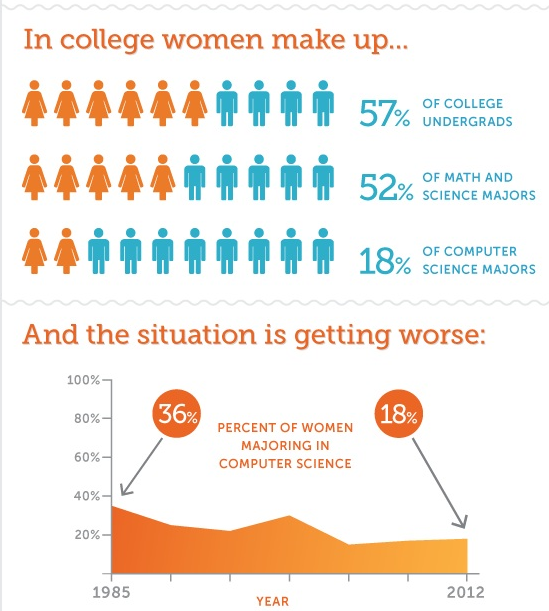 In college women make up...
57% OF COLLEGE
UNDERGRADS
52% OF MATH AND
SCIENCE MAJORS
18% OF COMPUTER
SCIENCE MAJORS
And the situation is getting worse:
100%
80%
60%
40%
20%
36%
18%
PERCENT OF WOMEN
MAJORING IN
COMPUTER SCIENCE
1985
2012
YEAR